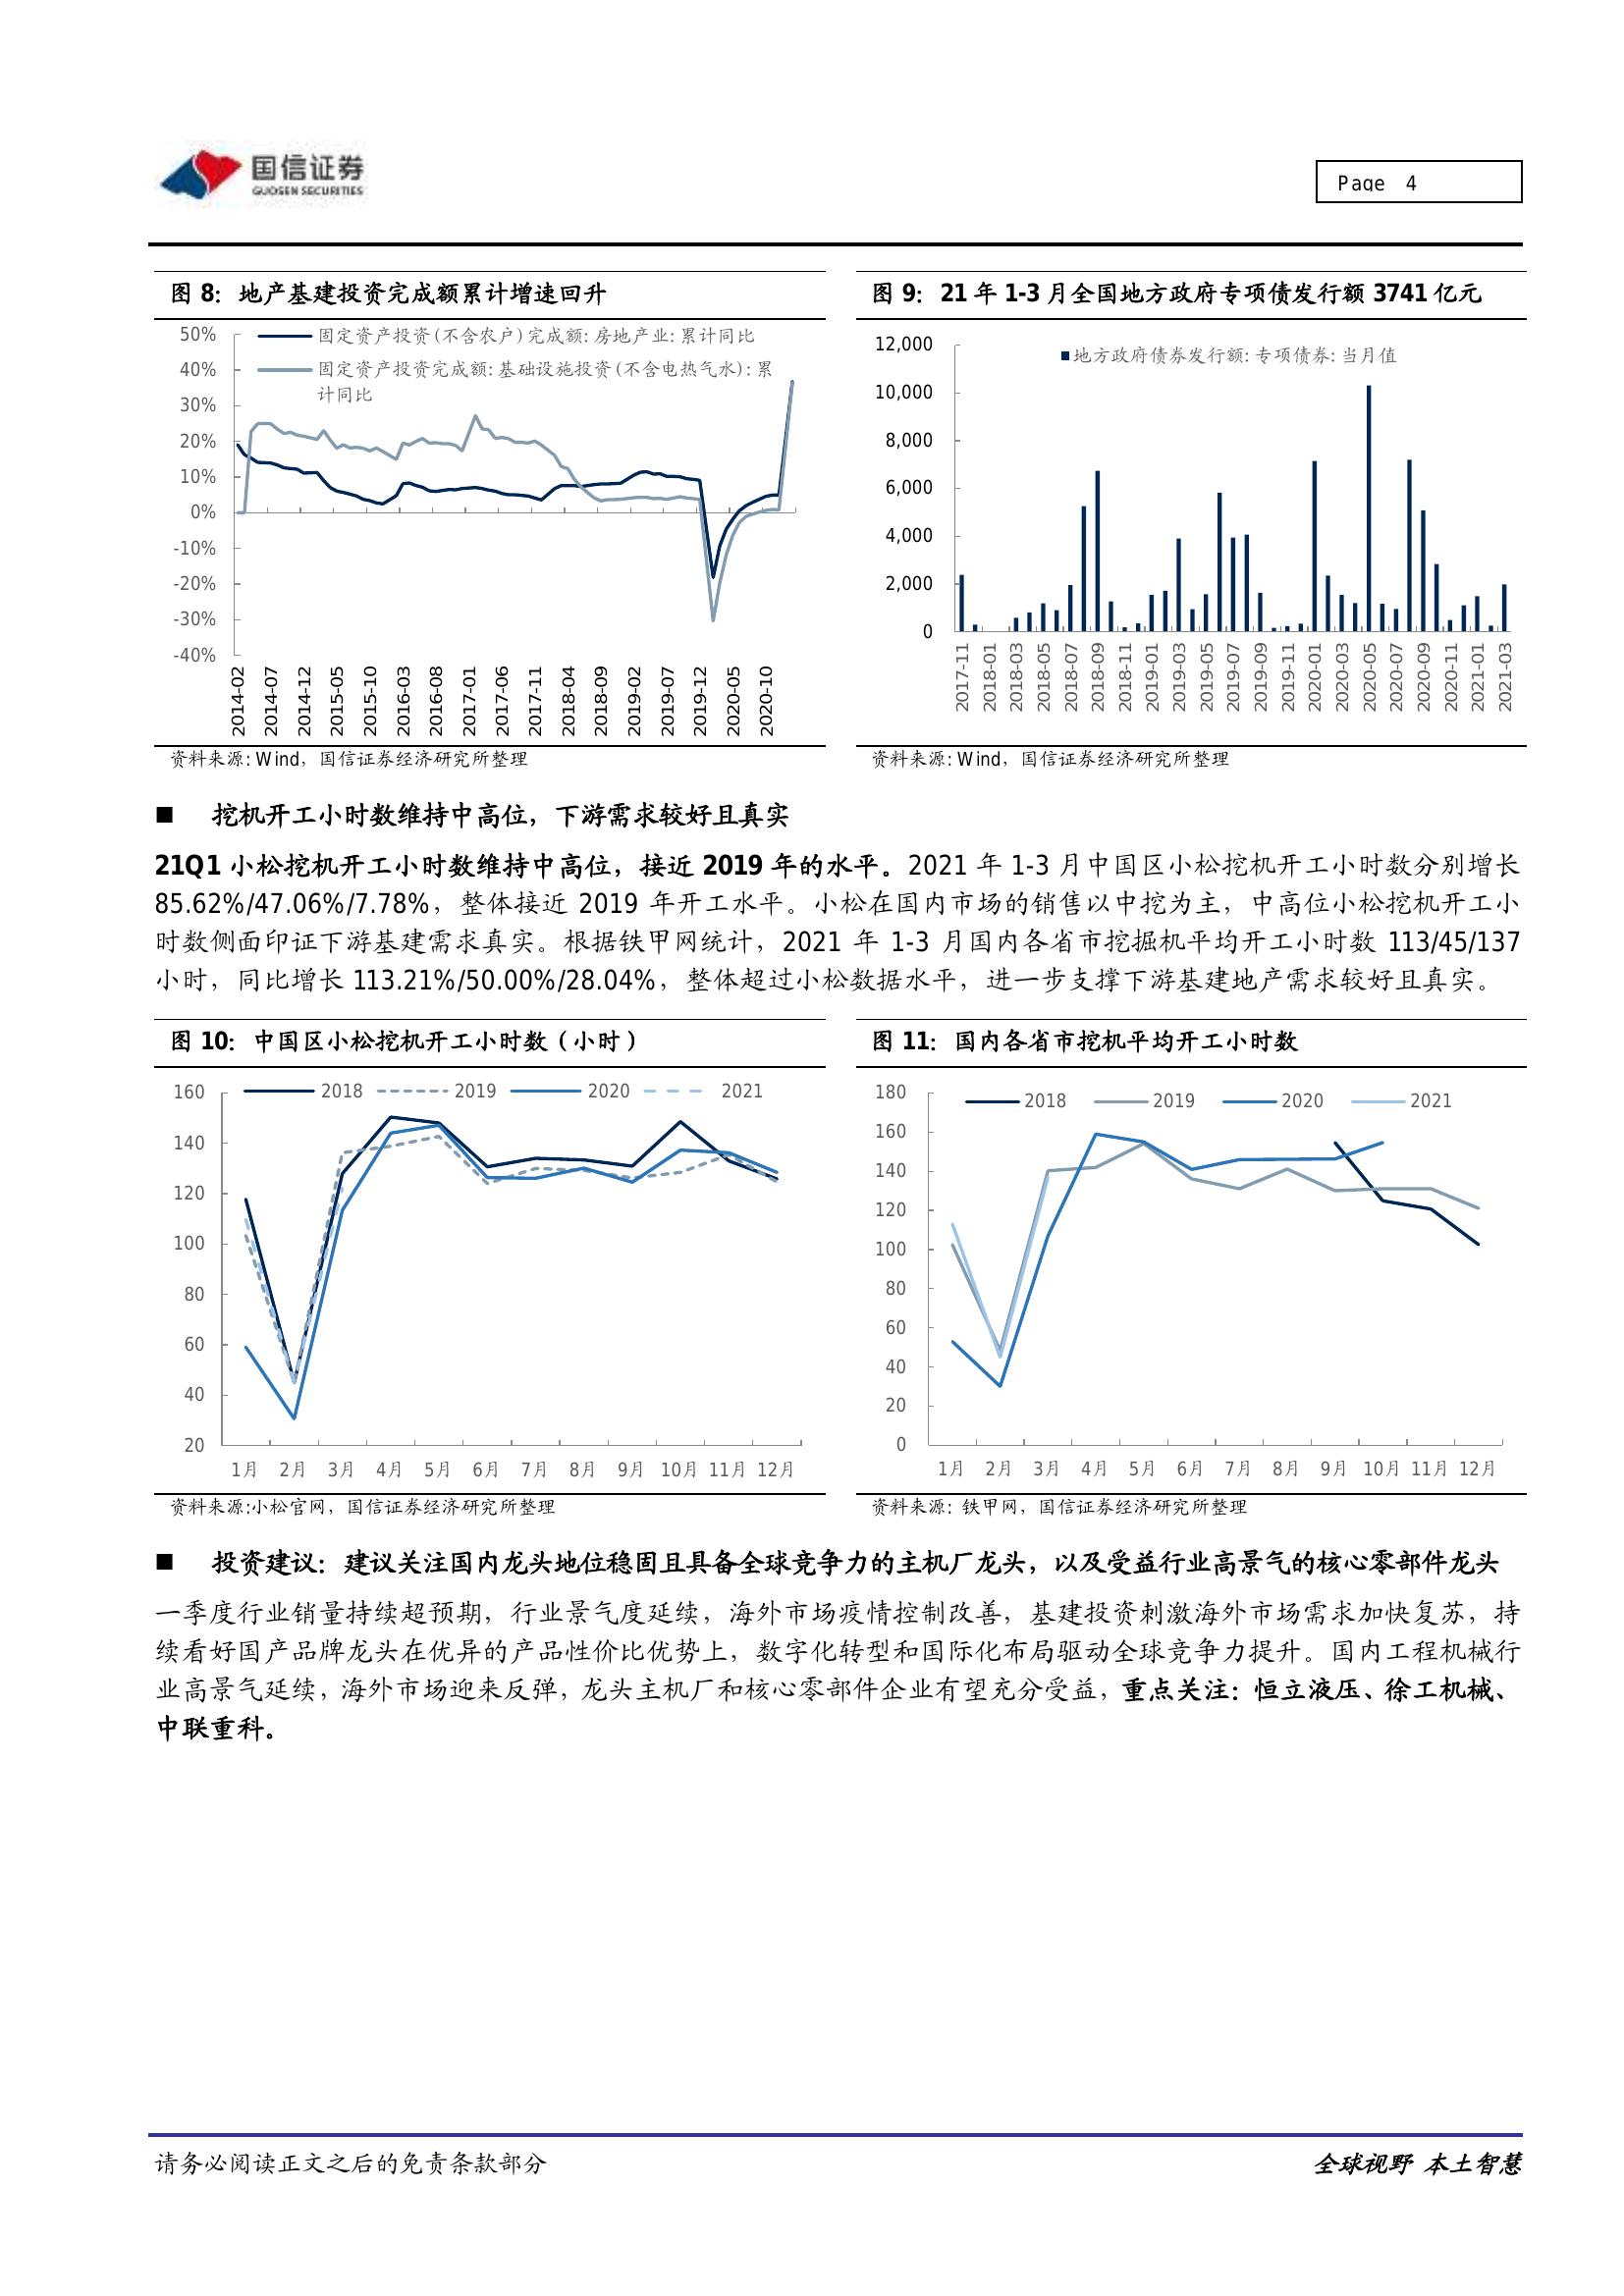 国信证券
GUOSEN SECURITIES
Page 4
图 8：地产基建投资完成额累计增速回升
50%
40%
30%
20%
10%
0%
-10%
-20%
-30%
-40%
固定资产投资(不含农户)完成额:房地产业:累计同比
固定资产投资完成额:基础设施投资(不含电热气水):累
计同比
2014-02
2014-07
2014-12
2015-05
2015-10
2016-03
2016-08
2017-01
2017-06
2017-11
2018-04
2018-09
2019-02
2019-07
2019-12
2020-05
2020-10
资料来源: Wind，国信证券经济研究所整理
图 9：21 年 1-3 月全国地方政府专项债发行额 3741 亿元
12,000
10,000
8,000
6,000
4,000
2,000
0
地方政府债券发行额:专项债券:当月值
2017-11
2018-01
2018-03
2018-05
2018-07
2018-09
2018-11
2019-01
2019-03
2019-05
2019-07
2019-09
2019-11
2020-01
2020-03
2020-05
2020-07
2020-09
2020-11
2021-01
2021-03
资料来源: Wind，国信证券经济研究所整理
■ 挖机开工小时数维持中高位，下游需求较好且真实
21Q1 小松挖机开工小时数维持中高位，接近 2019 年的水平。2021 年 1-3 月中国区小松挖机开工小时数分别增长
85.62%/47.06%/7.78%，整体接近 2019 年开工水平。小松在国内市场的销售以中挖为主，中高位小松挖机开工小
时数侧面印证下游基建需求真实。根据铁甲网统计，2021 年 1-3 月国内各省市挖掘机平均开工小时数 113/45/137
小时，同比增长 113.21%/50.00%/28.04%，整体超过小松数据水平，进一步支撑下游基建地产需求较好且真实。
图 10：中国区小松挖机开工小时数（小时）
160
140
120
100
80
60
40
20
2018 2019 2020 2021
1月 2月 3月 4月 5月 6月 7月 8月 9月 10月 11月 12月
资料来源:小松官网，国信证券经济研究所整理
图 11：国内各省市挖机平均开工小时数
180
160
140
120
100
80
60
40
20
0
2018 2019 2020 2021
1月 2月 3月 4月 5月 6月 7月 8月 9月 10月 11月 12月
资料来源: 铁甲网，国信证券经济研究所整理
■ 投资建议：建议关注国内龙头地位稳固且具备全球竞争力的主机厂龙头，以及受益行业高景气的核心零部件龙头
一季度行业销量持续超预期，行业景气度延续，海外市场疫情控制改善，基建投资刺激海外市场需求加快复苏，持
续看好国产品牌龙头在优异的产品性价比优势上，数字化转型和国际化布局驱动全球竞争力提升。国内工程机械行
业高景气延续，海外市场迎来反弹，龙头主机厂和核心零部件企业有望充分受益，重点关注：恒立液压、徐工机械、
中联重科。
请务必阅读正文之后的免责条款部分
全球视野 本土智慧